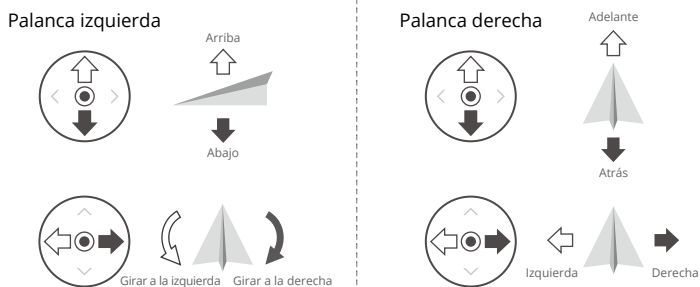 Palanca izquierda
Arriba
Abajo
Girar a la izquierda
Girar a la derecha
Palanca derecha
Adelante
Atrás
Izquierda
Derecha